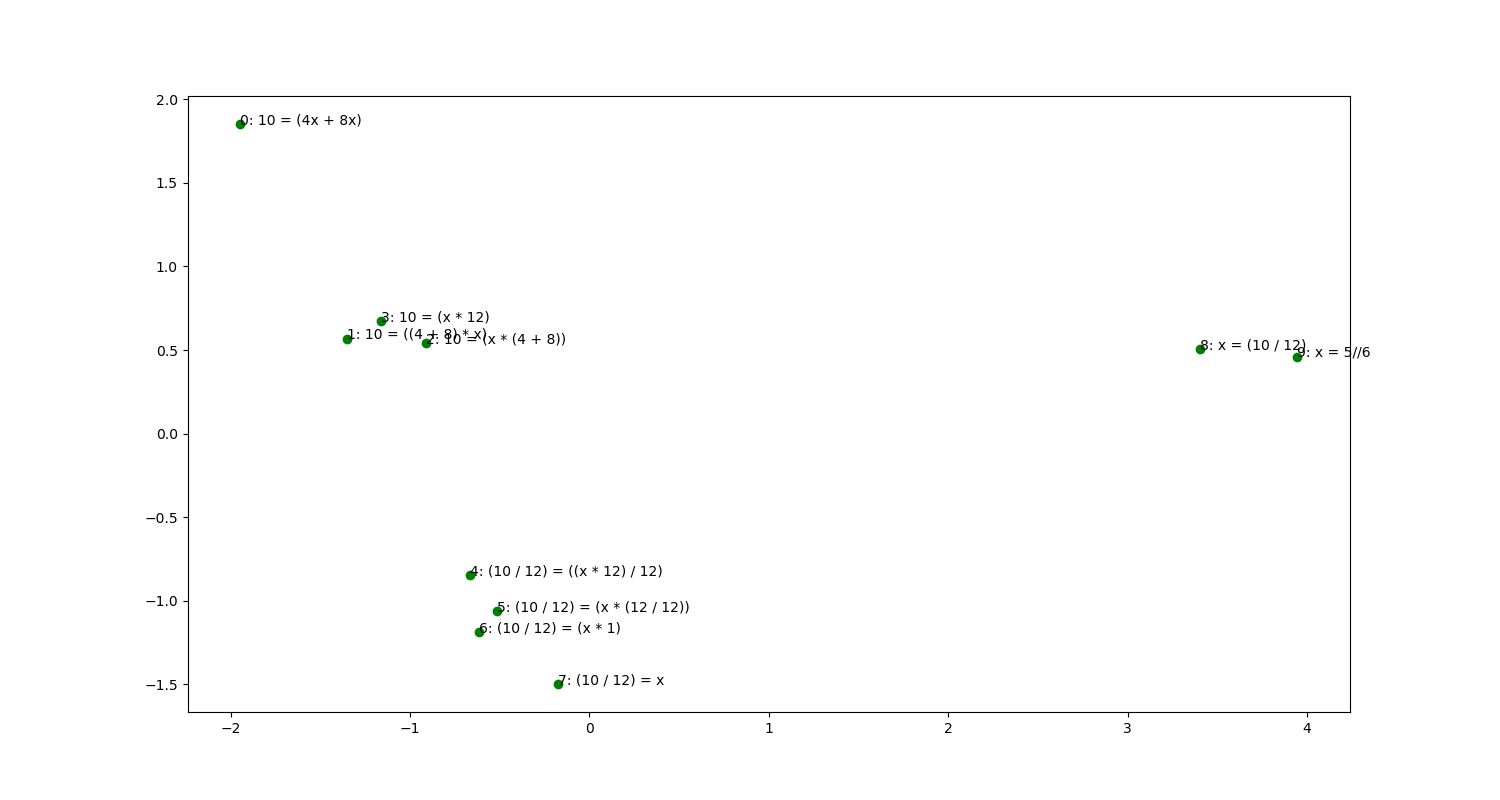 2.0
0: 10 = (4x + 8x)
1.5
1.0
3: 10 = (x * 12)
1: 10 = ((4 + 8) * x)
2: 10 = (x * (4 + 8))
8: x = (10 / 12)
9: x = 5//6
0.5
0.0
−0.5
4: (10 / 12) = ((x * 12) / 12)
−1.0
5: (10 / 12) = (x * (12 / 12))
6: (10 / 12) = (x * 1)
7: (10 / 12) = x
−1.5
−2 −1 0 1 2 3 4